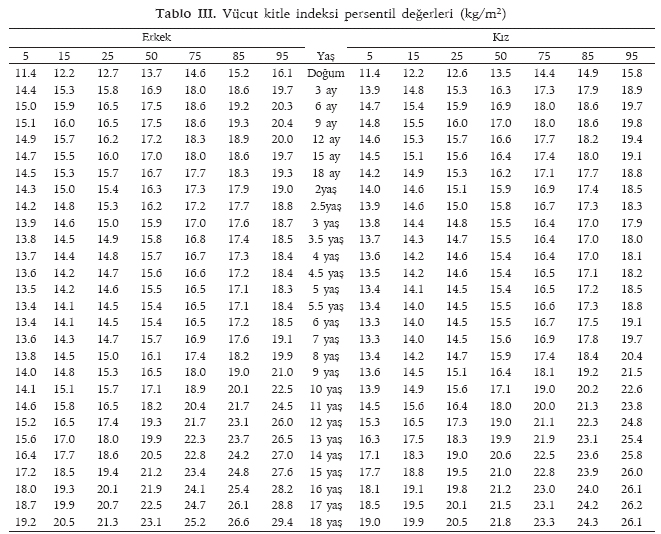 Tablo III. Vücut kitle indeksi persentil değerleri (kg/m²)
Erkek Kız
5 15 25 50 75 85 95 Yaş 5 15 25 50 75 85 95
11.4 12.2 12.7 13.7 14.6 15.2 16.1 Doğum 11.4 12.2 12.6 13.5 14.4 14.9 15.8
14.4 15.3 15.8 16.9 18.0 18.6 19.7 3 ay 13.9 14.8 15.3 16.3 17.3 17.9 18.9
15.0 15.9 16.5 17.5 18.6 19.2 20.3 6 ay 14.7 15.4 15.9 16.9 18.0 18.6 19.7
15.1 16.0 16.5 17.5 18.6 19.3 20.4 9 ay 14.8 15.5 16.0 17.0 18.0 18.6 19.8
14.9 15.7 16.2 17.2 18.3 18.9 20.0 12 ay 14.6 15.3 15.7 16.6 17.7 18.2 19.4
14.7 15.5 16.0 17.0 18.0 18.6 19.7 15 ay 14.5 15.1 15.6 16.4 17.4 18.0 19.1
14.5 15.3 15.7 16.7 17.7 18.3 19.3 18 ay 14.2 14.9 15.3 16.2 17.1 17.7 18.8
14.3 15.0 15.4 16.3 17.3 17.9 19.0 2yaş 14.0 14.6 15.1 15.9 16.9 17.4 18.5
14.2 14.8 15.3 16.2 17.2 17.7 18.8 2.5yaş 13.9 14.6 15.0 15.8 16.7 17.3 18.3
13.9 14.6 15.0 15.9 17.0 17.6 18.7 3 yaş 13.8 14.4 14.8 15.5 16.4 17.0 17.9
13.8 14.5 14.9 15.8 16.8 17.4 18.5 3.5 yaş 13.7 14.3 14.7 15.5 16.4 17.0 18.0
13.7 14.4 14.8 15.7 16.7 17.3 18.4 4 yaş 13.6 14.2 14.6 15.4 16.4 17.0 18.1
13.6 14.2 14.7 15.6 16.6 17.2 18.4 4.5 yaş 13.5 14.2 14.6 15.4 16.5 17.1 18.2
13.5 14.2 14.6 15.5 16.5 17.1 18.3 5 yaş 13.4 14.1 14.5 15.4 16.5 17.2 18.5
13.4 14.1 14.5 15.4 16.5 17.1 18.4 5.5 yaş 13.4 14.0 14.5 15.5 16.6 17.3 18.8
13.4 14.1 14.5 15.4 16.5 17.2 18.5 6 yaş 13.3 14.0 14.5 15.5 16.7 17.5 19.1
13.6 14.3 14.7 15.7 16.9 17.6 19.1 7 yaş 13.3 14.0 14.5 15.6 16.9 17.8 19.7
13.8 14.5 15.0 16.1 17.4 18.2 19.9 8 yaş 13.4 14.2 14.7 15.9 17.4 18.4 20.4
14.0 14.8 15.3 16.5 18.0 19.0 21.0 9 yaş 13.6 14.5 15.1 16.4 18.1 19.2 21.5
14.1 15.1 15.7 17.1 18.9 20.1 22.5 10 yaş 13.9 14.9 15.6 17.1 19.0 20.2 22.6
14.6 15.8 16.5 18.2 20.4 21.7 24.5 11 yaş 14.5 15.6 16.4 18.0 20.0 21.3 23.8
15.2 16.5 17.4 19.3 21.7 23.1 26.0 12 yaş 15.3 16.5 17.3 19.0 21.1 22.3 24.8
15.6 17.0 18.0 19.9 22.3 23.7 26.5 13 yaş 16.3 17.5 18.3 19.9 21.9 23.1 25.4
16.4 17.7 18.6 20.5 22.8 24.2 27.0 14 yaş 17.1 18.3 19.0 20.6 22.5 23.6 25.8
17.2 18.5 19.4 21.2 23.4 24.8 27.6 15 yaş 17.7 18.8 19.5 21.0 22.8 23.9 26.0
18.0 19.3 20.1 21.9 24.1 25.4 28.2 16 yaş 18.1 19.1 19.8 21.2 23.0 24.0 26.1
18.7 19.9 20.7 22.5 24.7 26.1 28.8 17 yaş 18.5 19.5 20.1 21.5 23.1 24.2 26.2
19.2 20.5 21.3 23.1 25.2 26.6 29.4 18 yaş 19.0 19.9 20.5 21.8 23.3 24.3 26.1